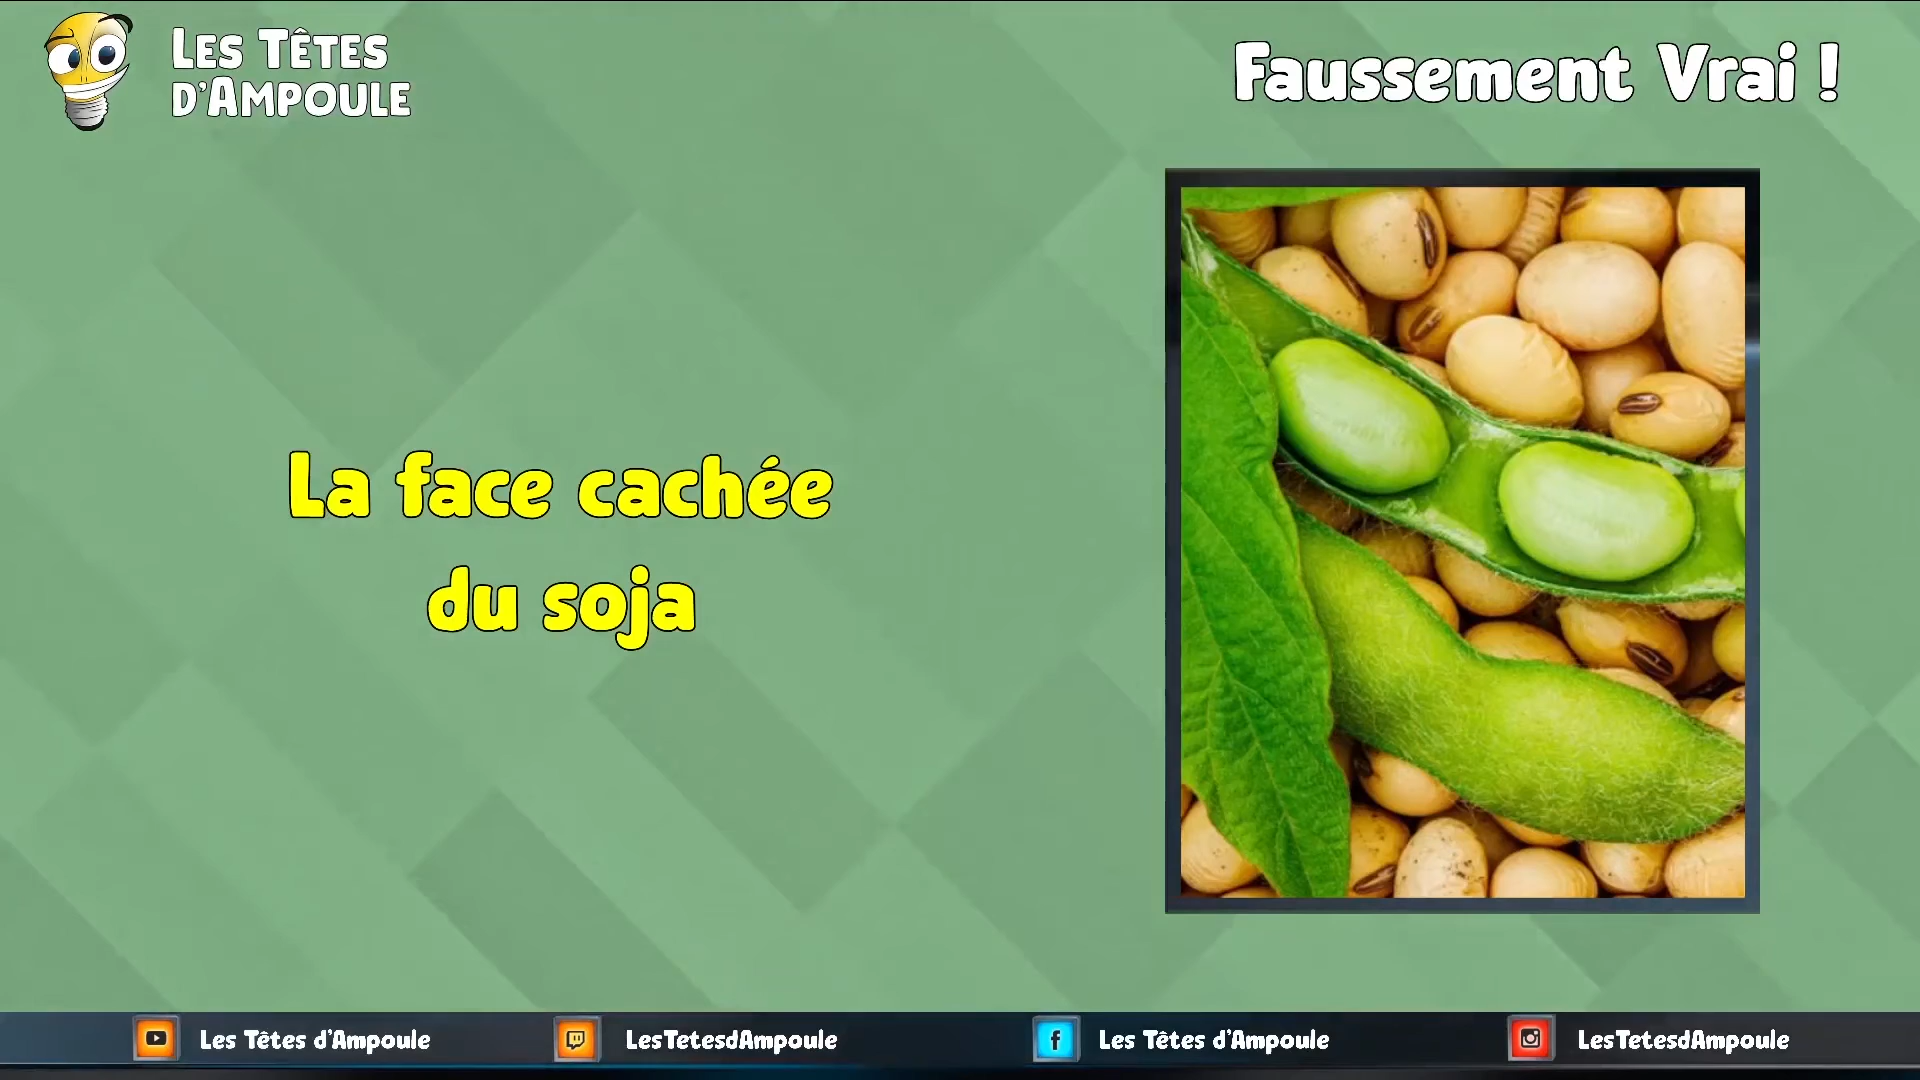 Les Têtes
d'Ampoule
Faussement Vrai !
La face cachée
du soja
Les Têtes d'Ampoule
LesTetesdAmpoule
Les Têtes d'Ampoule
LesTetesdAmpoule